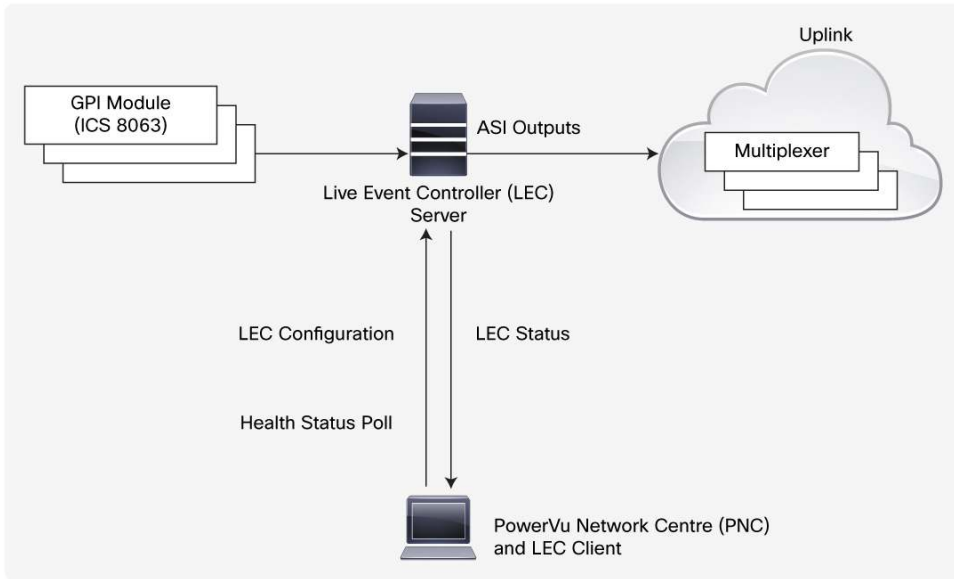 Uplink
GPI Module
(ICS 8063)
ASI Outputs
Multiplexer
Live Event Controller (LEC)
Server
LEC Configuration
LEC Status
Health Status Poll
PowerVu Network Centre (PNC)
and LEC Client